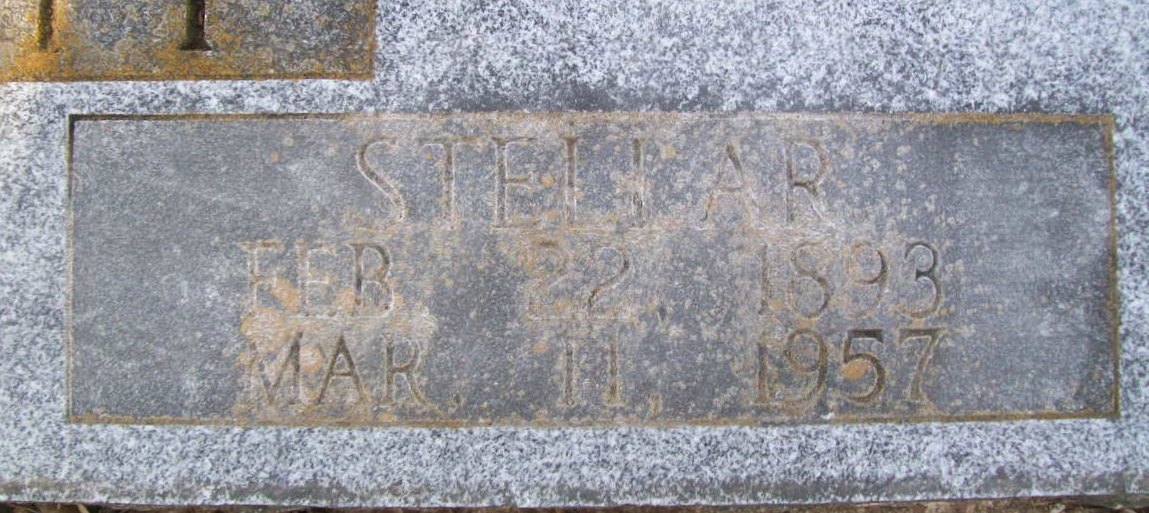 STELLAR
FEB. 22, 1893
MAR. 11, 1957